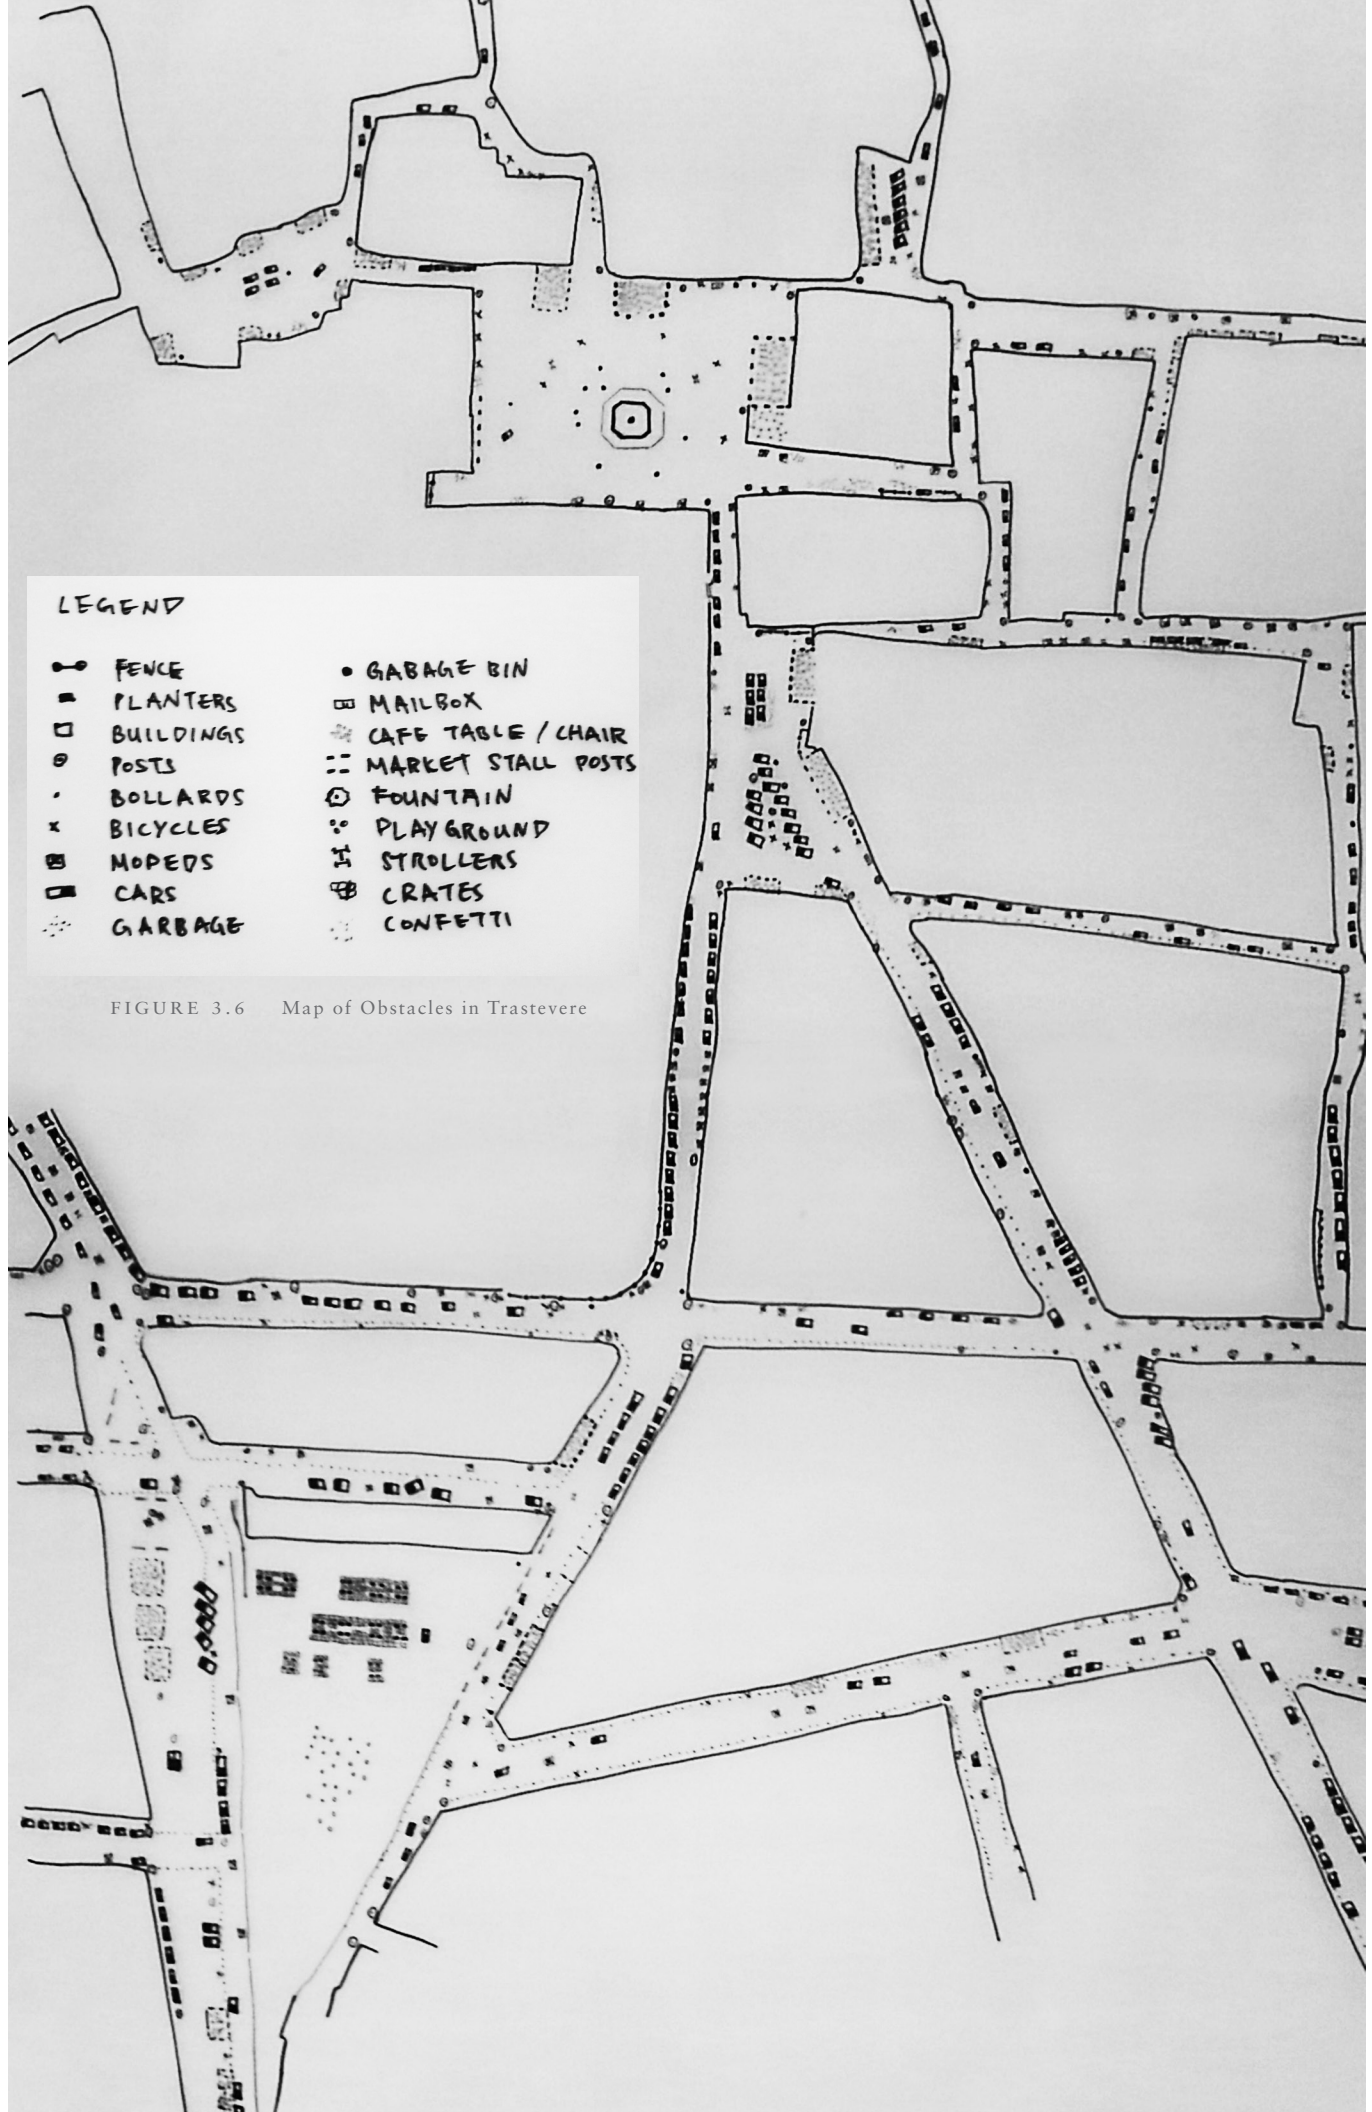 LEGEND
FENCE
PLANTERS
BUILDINGS
POSTS
BOLLARDS
BICYCLES
MOPEDS
CARS
GARBAGE
GABAGE BIN
MAILBOX
CAFE TABLE / CHAIR
MARKET STALL POSTS
FOUNTAIN
PLAYGROUND
STROLLERS
CRATES
CONFETTI
FIGURE 3.6 Map of Obstacles in Trastevere